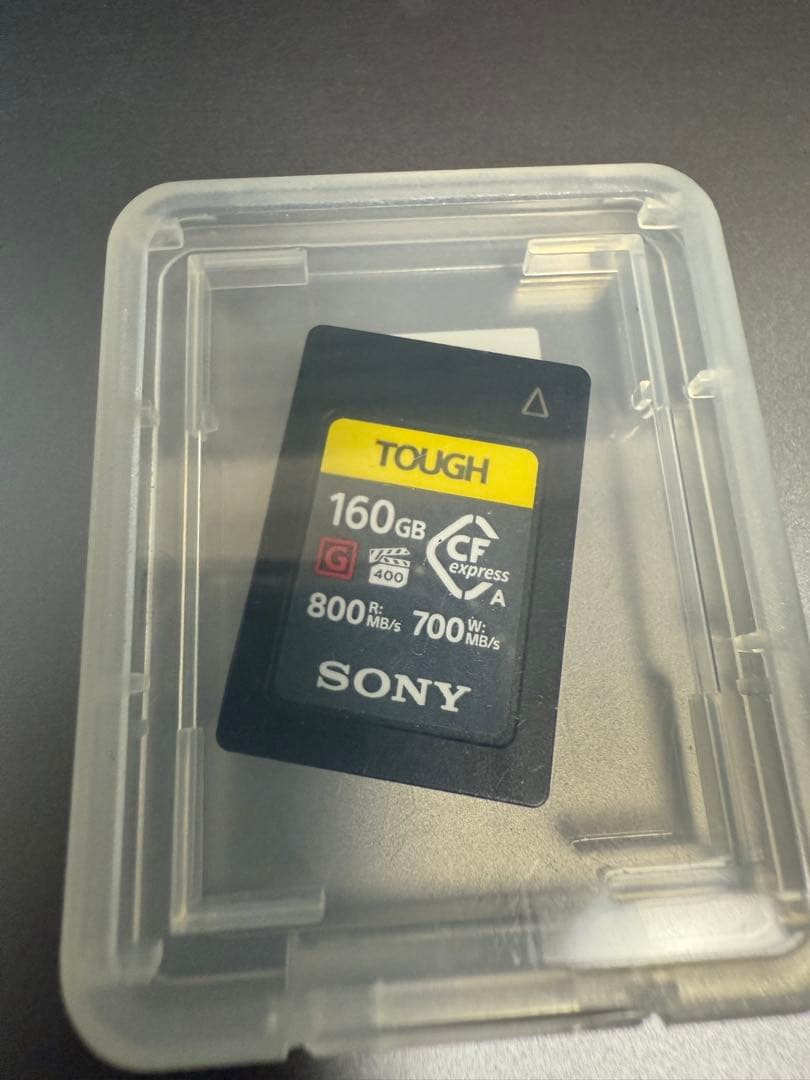 TOUGH
160GB
CF
express
A
G
400
800 R: MB/s 700 W: MB/s
SONY